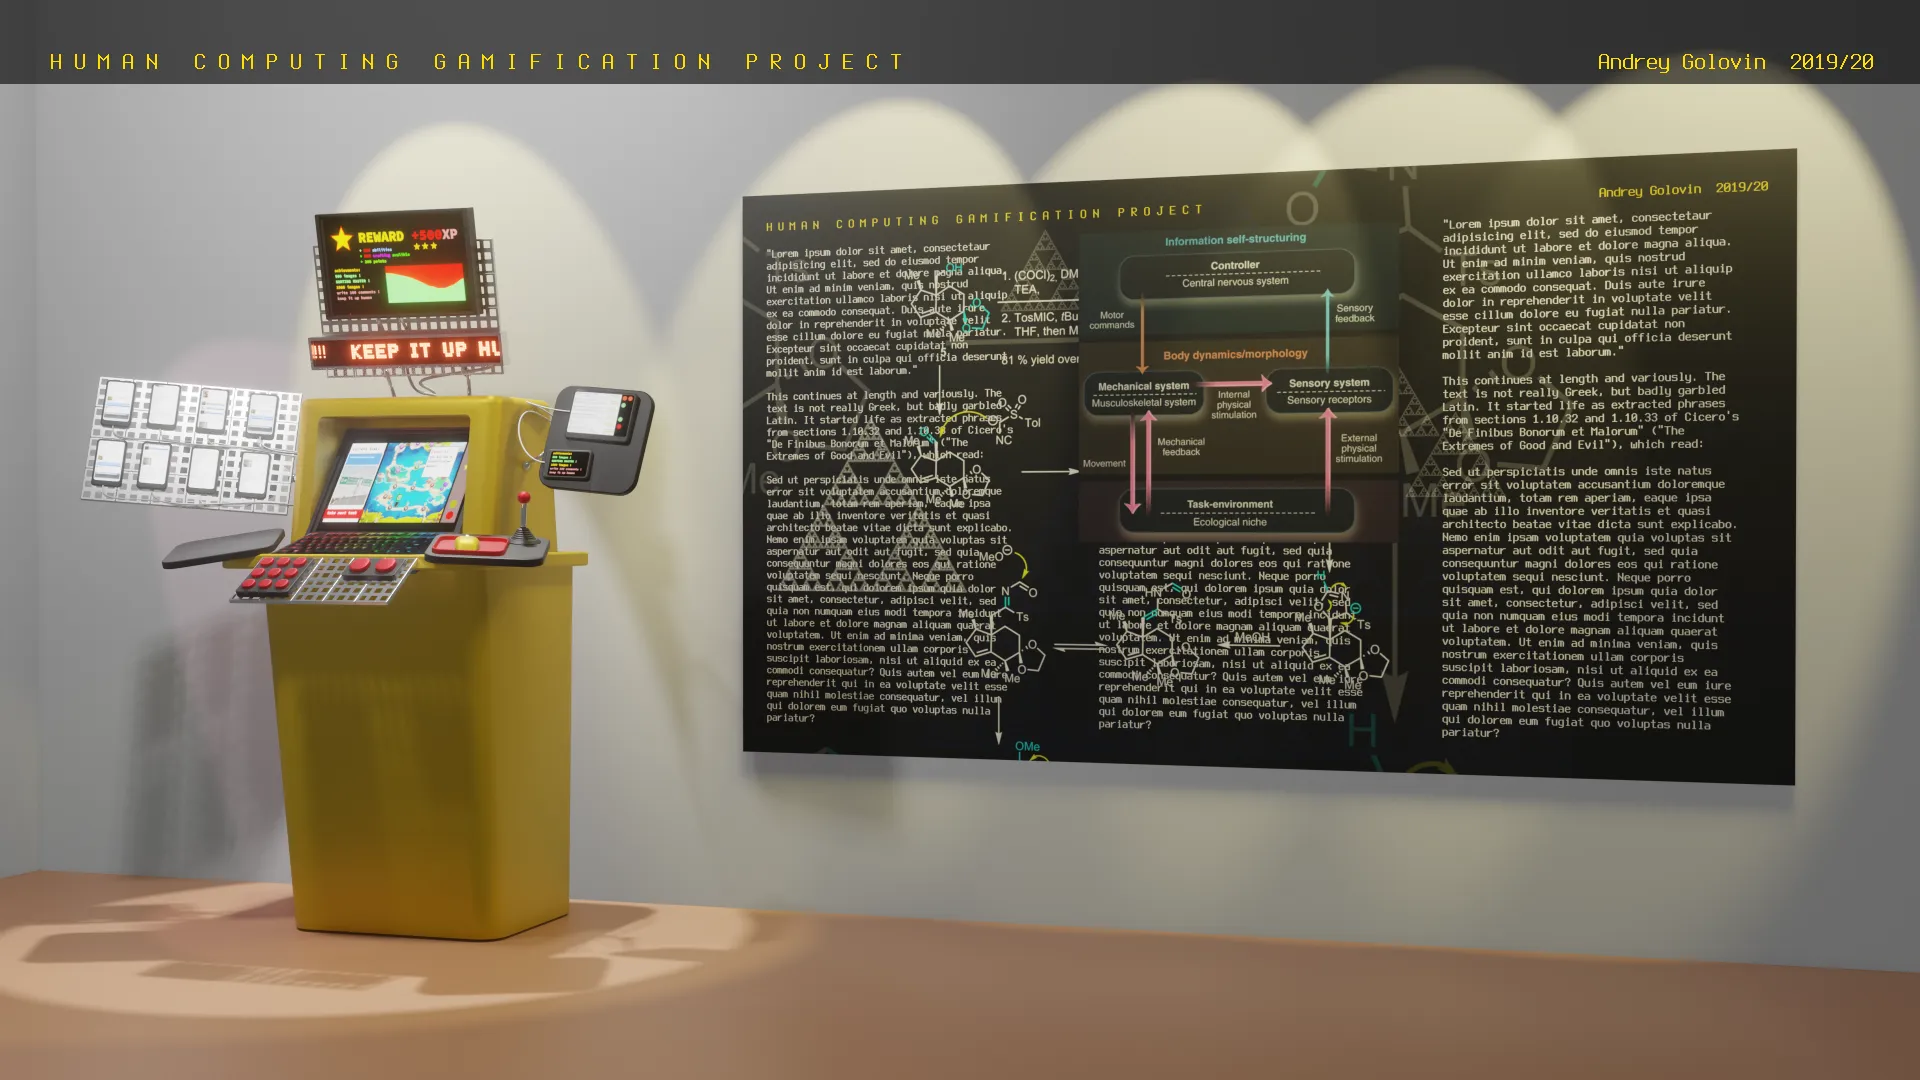 HUMAN COMPUTING GAMIFICATION PROJECT
Andrey Golovin 2019/20
REWARD +500XP
KEEP IT UP HU
HUMAN COMPUTING GAMIFICATION PROJECT
Andrey Golovin 2019/20
"Lorem ipsum dolor sit amet, consectetaur
adipisicing elit, sed do eiusmod tempor
incididunt ut labore et dolore magna aliqua.
Ut enim ad minim veniam, quis nostrud
exercitation ullamco laboris nisi ut aliquip
ex ea commodo consequat. Duis aute irure
dolor in reprehenderit in voluptate velit
esse cillum dolore eu fugiat nulla pariatur.
Excepteur sint occaecat cupidatat non
proident, sunt in culpa qui officia deserunt
mollit anim id est laborum."
This continues at length and variously. The
text is not really Greek, but badly garbled
Latin. It started life as extracted phrases
from sections 1.10.32 and 1.10.33 of Cicero's
"De Finibus Bonorum et Malorum" ("The
Extremes of Good and Evil"), which read:
Sed ut perspiciatis unde omnis iste natus
error sit voluptatem accusantium doloremque
laudantium, totam rem aperiam, eaque ipsa
quae ab illo inventore veritatis et quasi
architecto beatae vitae dicta sunt explicabo.
Nemo enim ipsam voluptatem quia voluptas sit
aspernatur aut odit aut fugit, sed quia
consequuntur magni dolores eos qui ratione
voluptatem sequi nesciunt. Neque porro
quisquam est, qui dolorem ipsum quia dolor
sit amet, consectetur, adipisci velit, sed
quia non numquam eius modi tempora incidunt
ut labore et dolore magnam aliquam quaerat
voluptatem. Ut enim ad minima veniam, quis
nostrum exercitationem ullam corporis
suscipit laboriosam, nisi ut aliquid ex ea
commodi consequatur? Quis autem vel eum iure
reprehenderit qui in ea voluptate velit esse
quam nihil molestiae consequatur, vel illum
qui dolorem eum fugiat quo voluptas nulla
pariatur?
OH
1. (COCl)2, DM
TEA,
2. TosMIC, tBu
THF, then M
81 % yield over
Tol
NC
MeO
Ts
Me
OMe
Information self-structuring
Controller
Central nervous system
Motor
commands
Sensory
feedback
Body dynamics/morphology
Mechanical system
Musculoskeletal system
Internal
physical
stimulation
Sensory system
Sensory receptors
Movement
Mechanical
feedback
External
physical
stimulation
Task-environment
Ecological niche
aspernatur aut odit aut fugit, sed quia
consequuntur magni dolores eos qui ratione
voluptatem sequi nesciunt. Neque porro
quisquam est, qui dolorem ipsum quia dolor
sit amet, consectetur, adipisci velit, sed
quia non numquam eius modi tempora incidunt
ut labore et dolore magnam aliquam quaerat
voluptatem. Ut enim ad minima veniam, quis
nostrum exercitationem ullam corporis
suscipit laboriosam, nisi ut aliquid ex ea
commodi consequatur? Quis autem vel eum iure
reprehenderit qui in ea voluptate velit esse
quam nihil molestiae consequatur, vel illum
qui dolorem eum fugiat quo voluptas nulla
pariatur?
MeOH
Ts
H
"Lorem ipsum dolor sit amet, consectetaur
adipisicing elit, sed do eiusmod tempor
incididunt ut labore et dolore magna aliqua.
Ut enim ad minim veniam, quis nostrud
exercitation ullamco laboris nisi ut aliquip
ex ea commodo consequat. Duis aute irure
dolor in reprehenderit in voluptate velit
esse cillum dolore eu fugiat nulla pariatur.
Excepteur sint occaecat cupidatat non
proident, sunt in culpa qui officia deserunt
mollit anim id est laborum."
This continues at length and variously. The
text is not really Greek, but badly garbled
Latin. It started life as extracted phrases
from sections 1.10.32 and 1.10.33 of Cicero's
"De Finibus Bonorum et Malorum" ("The
Extremes of Good and Evil"), which read:
Sed ut perspiciatis unde omnis iste natus
error sit voluptatem accusantium doloremque
laudantium, totam rem aperiam, eaque ipsa
quae ab illo inventore veritatis et quasi
architecto beatae vitae dicta sunt explicabo.
Nemo enim ipsam voluptatem quia voluptas sit
aspernatur aut odit aut fugit, sed quia
consequuntur magni dolores eos qui ratione
voluptatem sequi nesciunt. Neque porro
quisquam est, qui dolorem ipsum quia dolor
sit amet, consectetur, adipisci velit, sed
quia non numquam eius modi tempora incidunt
ut labore et dolore magnam aliquam quaerat
voluptatem. Ut enim ad minima veniam, quis
nostrum exercitationem ullam corporis
suscipit laboriosam, nisi ut aliquid ex ea
commodi consequatur? Quis autem vel eum iure
reprehenderit qui in ea voluptate velit esse
quam nihil molestiae consequatur, vel illum
qui dolorem eum fugiat quo voluptas nulla
pariatur?